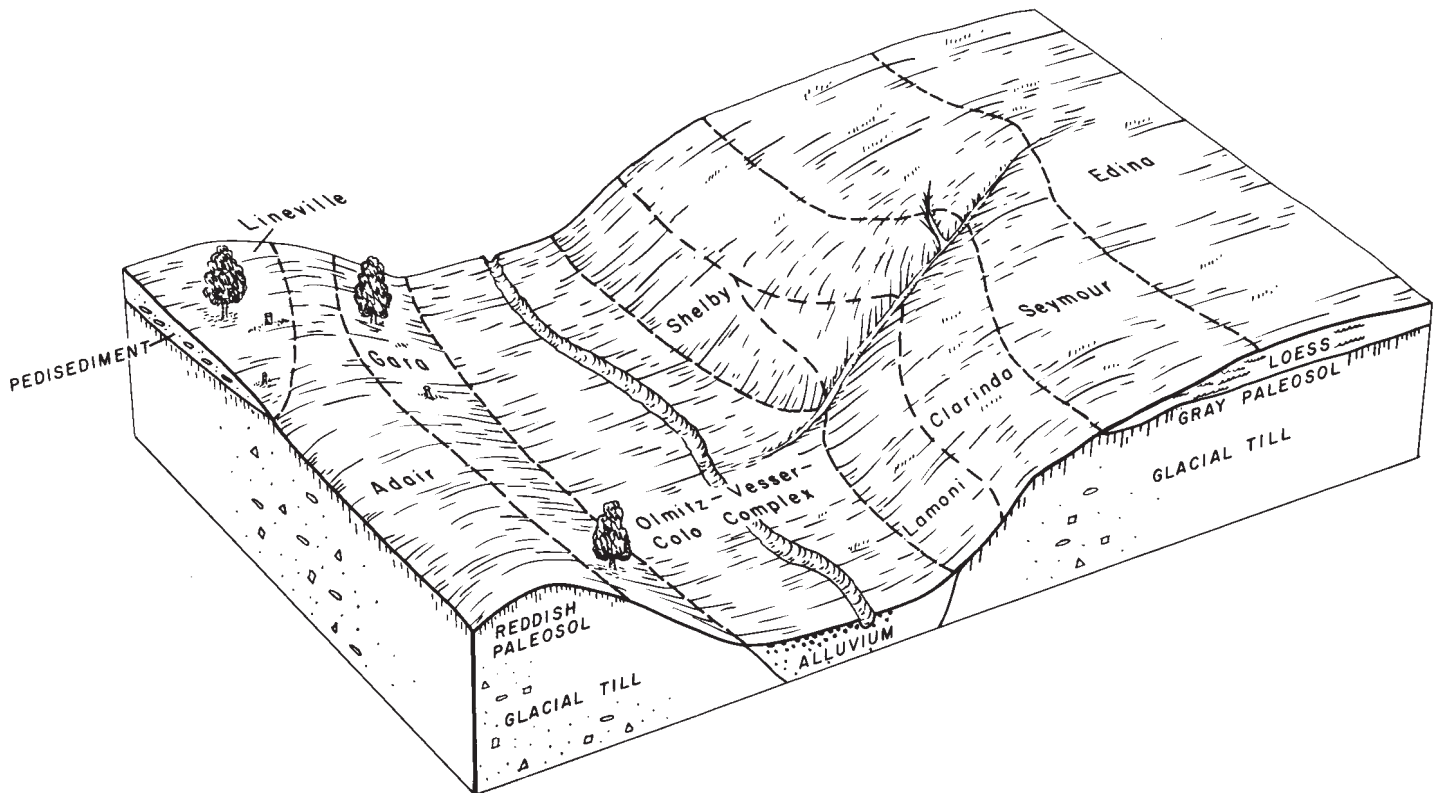 Lineville
Edina
PEDISEDIMENT
Shelby
Seymour
Gara
LOESS
GRAY PALEOSOL
Clarinda
GLACIAL TILL
Adair
Olmitz-Vesser-
Colo Complex
Lamoni
REDDISH
PALEOSOL
ALLUVIUM
GLACIAL TILL